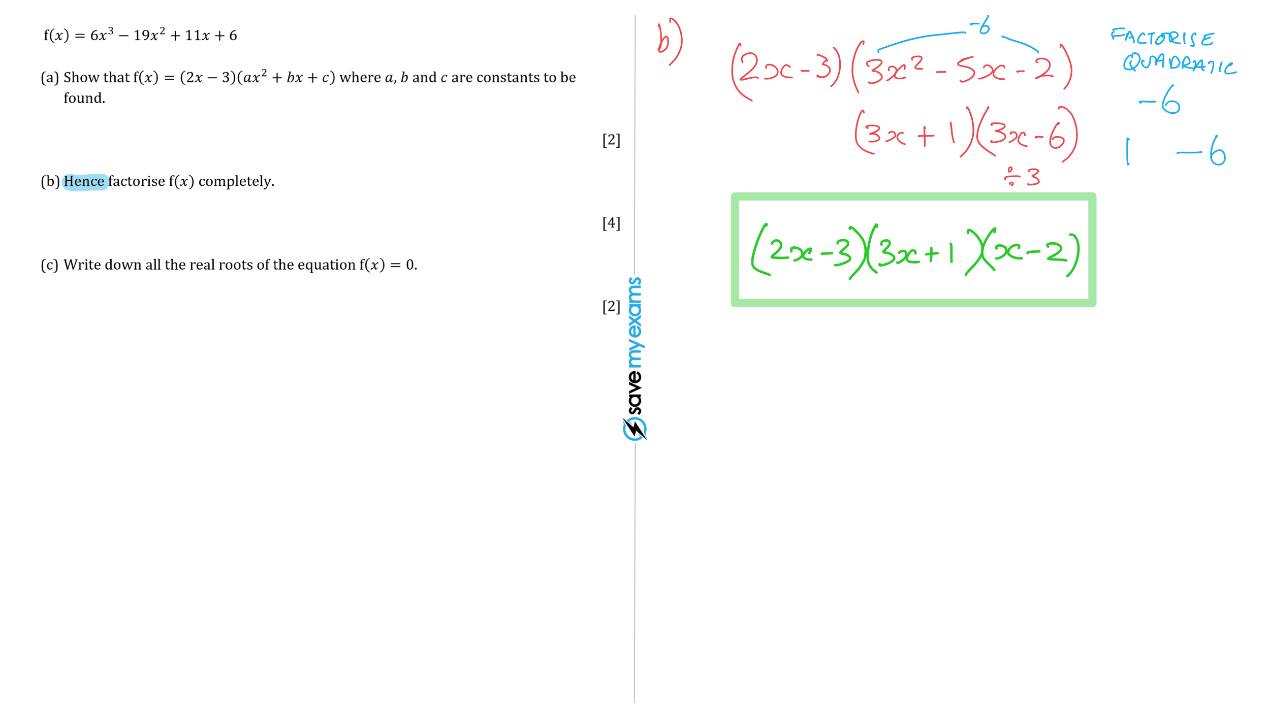 f(x) = 6x³ − 19x² + 11x + 6
(a) Show that f(x) = (2x − 3)(ax² + bx + c) where a, b and c are constants to be
found.
[2]
(b) Hence factorise f(x) completely.
[4]
(c) Write down all the real roots of the equation f(x) = 0.
[2]
save my exams
b)
-6
(2x-3)(3x² - 5x - 2)
(3x + 1)(3x - 6)
÷3
(2x-3)(3x+1)(x-2)
FACTORISE
QUADRATIC
-6
1 -6